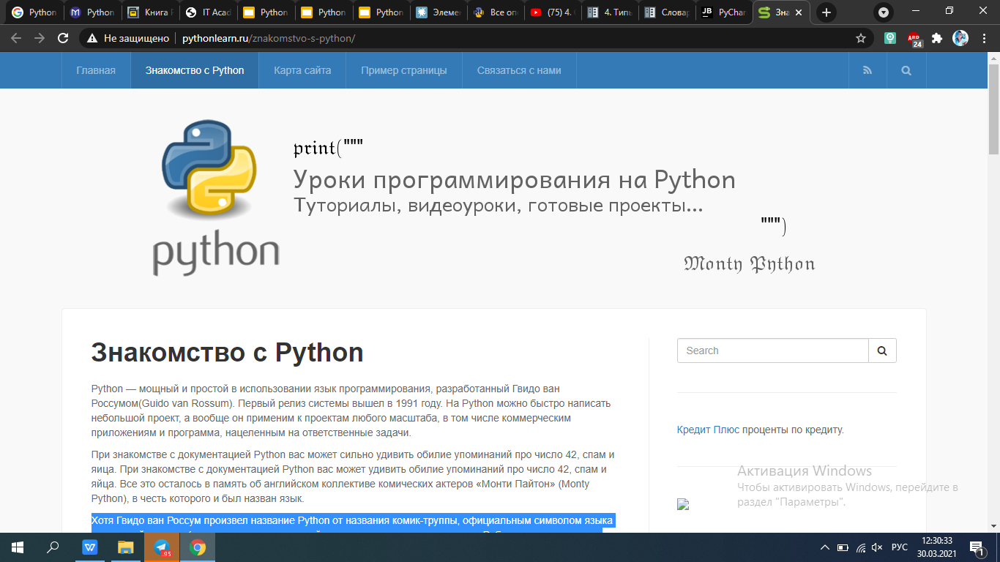 Python
Python
Книга
IT Acad
Python
Python
Python
Элемен
Все опе
(75) 4.
4. Типы
Словар
PyChar
Зна
Не защищено
pythonlearn.ru/znakomstvo-s-python/
24
Главная
Знакомство с Python
Карта сайта
Пример страницы
Связаться с нами
print("""
Уроки программирования на Python
Туториалы, видеоуроки, готовые проекты...
""")
python
Monty Python
Знакомство с Python
Search
Python — мощный и простой в использовании язык программирования, разработанный Гвидо ван
Россумом(Guido van Rossum). Первый релиз системы вышел в 1991 году. На Python можно быстро написать
небольшой проект, а вообще он применим к проектам любого масштаба, в том числе коммерческим
приложениям и программа, нацеленным на ответственные задачи.
При знакомстве с документацией Python вас может сильно удивить обилие упоминаний про число 42, спам и
яица. При знакомстве с документацией Python вас может удивить обилие упоминаний про число 42, спам и
яйца. Все это осталось в память об английском коллективе комических актеров «Монти Пайтон» (Monty
Python), в честь которого и был назван язык.
Хотя Гвидо ван Россум произвел название Python от названия комик-труппы, официальным символом языка
Кредит Плюс проценты по кредиту.
Активация Windows
Чтобы активировать Windows, перейдите в
раздел "Параметры".
.95
РУС
12:30:33
30.03.2021
1